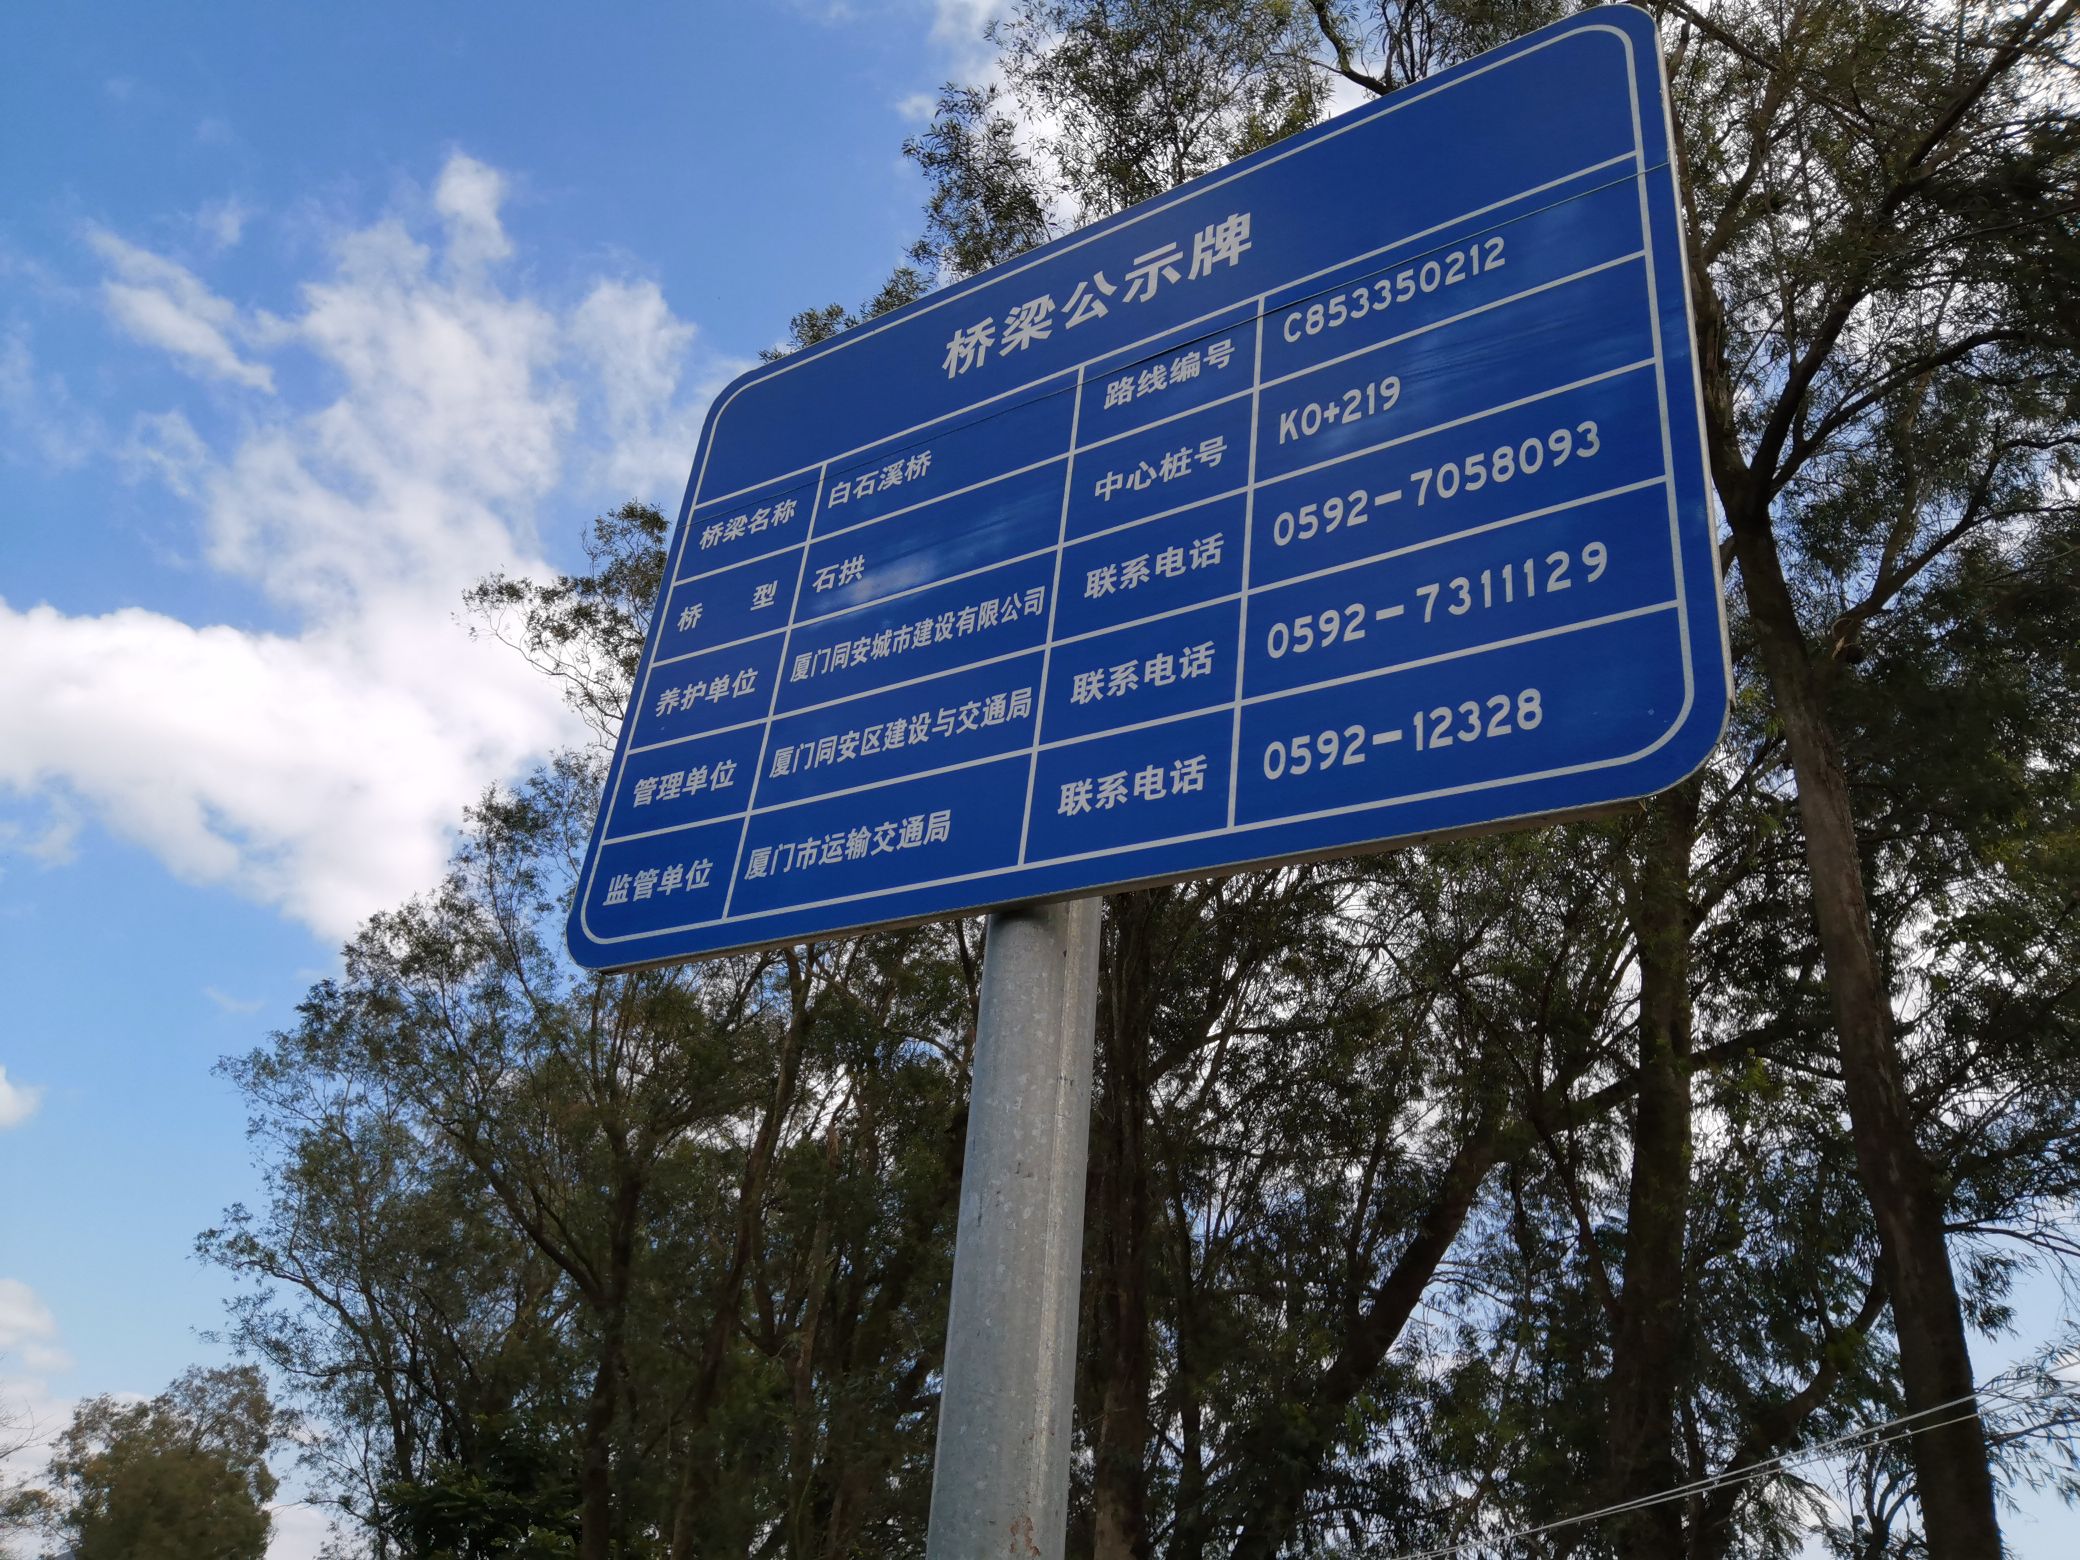 桥梁公示牌
桥梁名称 白石溪桥 路线编号 C853350212
桥 型 石拱 中心桩号 K0+219
养护单位 厦门同安城市建设有限公司 联系电话 0592-7058093
管理单位 厦门同安区建设与交通局 联系电话 0592-7311129
监管单位 厦门市运输交通局 联系电话 0592-12328